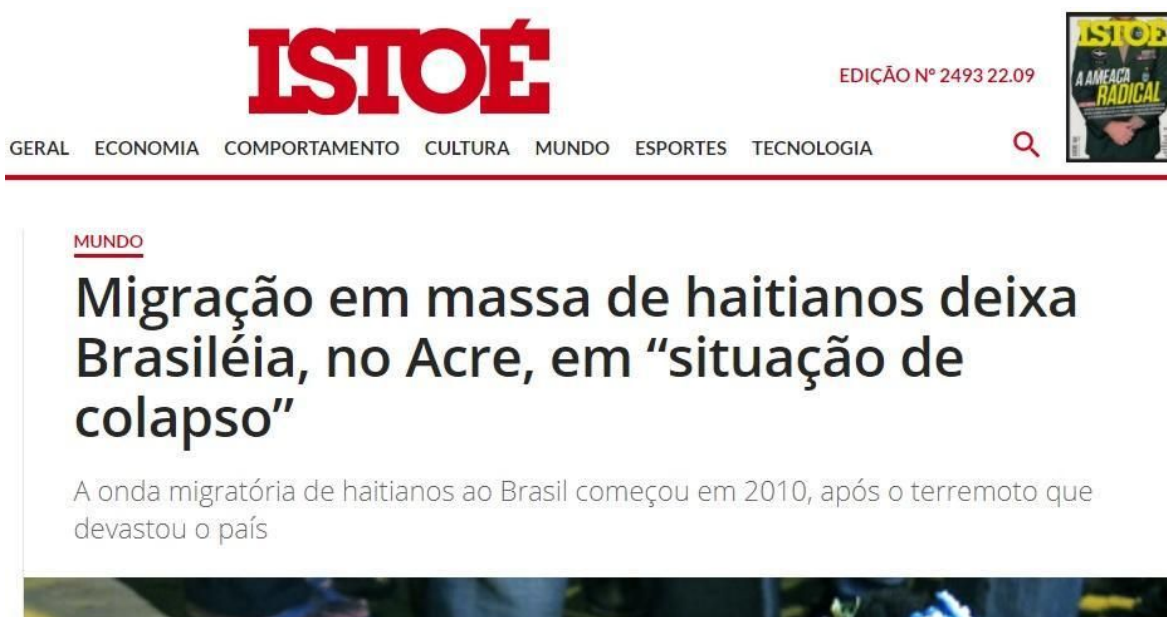 ISTOÉ
EDIÇÃO Nº 2493 22.09
ISTOÉ
A AMEAÇA
RADICAL
GERAL ECONOMIA COMPORTAMENTO CULTURA MUNDO ESPORTES TECNOLOGIA
MUNDO
Migração em massa de haitianos deixa
Brasiléia, no Acre, em “situação de
colapso”
A onda migratória de haitianos ao Brasil começou em 2010, após o terremoto que
devastou o país